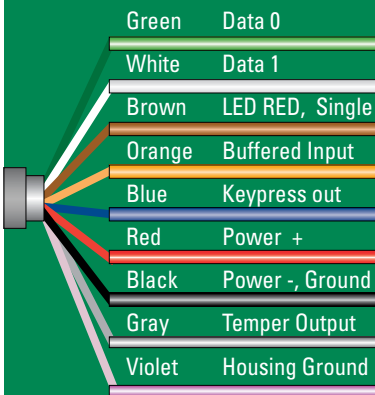 Green Data 0
White Data 1
Brown LED RED, Single
Orange Buffered Input
Blue Keypress out
Red Power +
Black Power -, Ground
Gray Temper Output
Violet Housing Ground